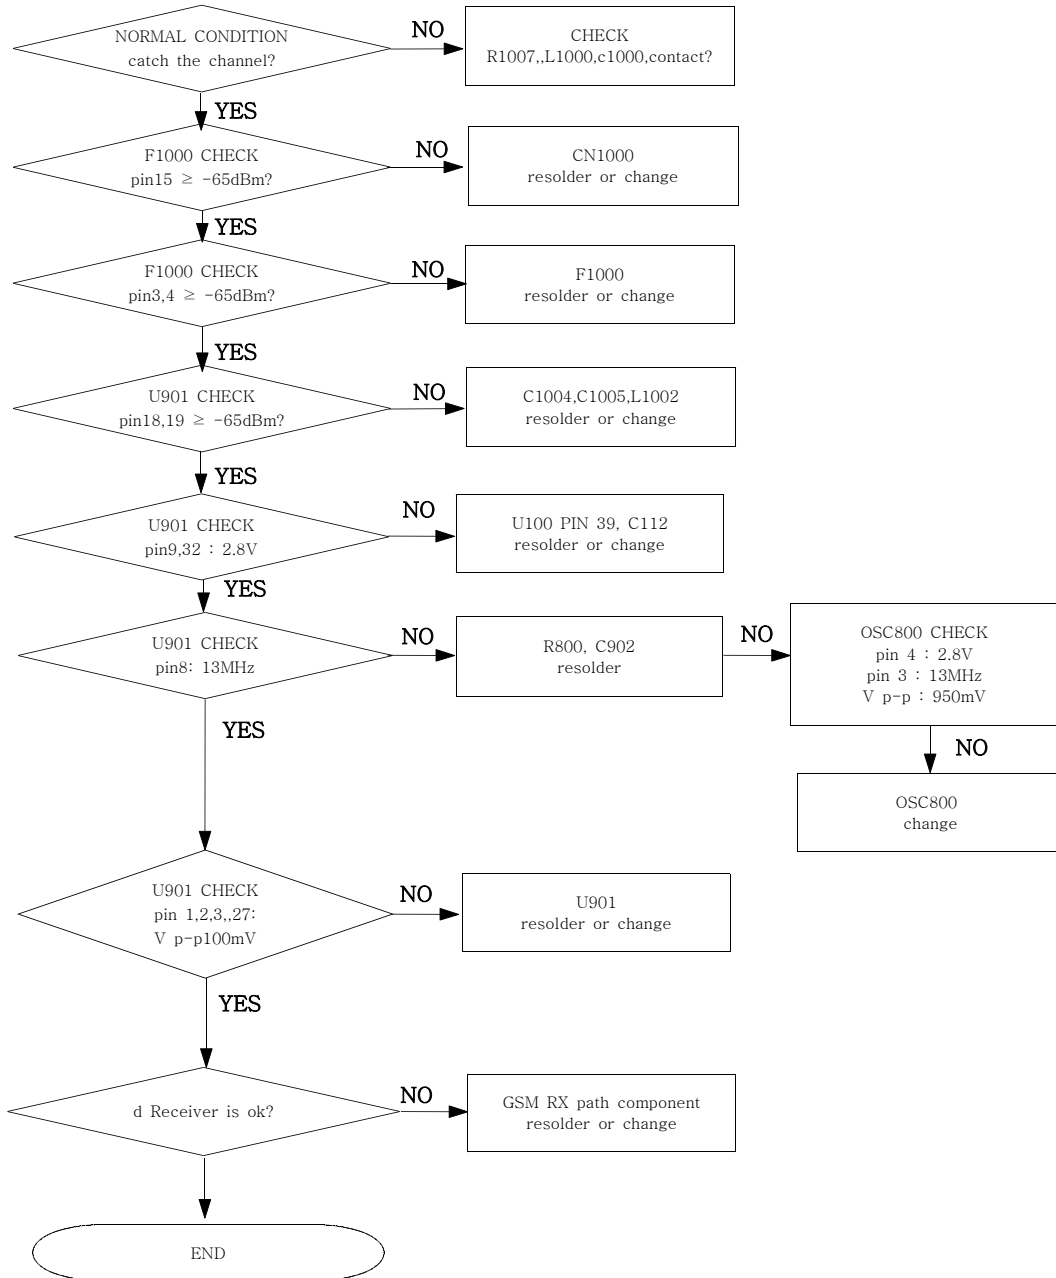 NORMAL CONDITION
catch the channel?
NO
CHECK
R1007,,L1000,c1000,contact?
YES
F1000 CHECK
pin15 ≥ -65dBm?
NO
CN1000
resolder or change
YES
F1000 CHECK
pin3,4 ≥ -65dBm?
NO
F1000
resolder or change
YES
U901 CHECK
pin18,19 ≥ -65dBm?
NO
C1004,C1005,L1002
resolder or change
YES
U901 CHECK
pin9,32 : 2.8V
NO
U100 PIN 39, C112
resolder or change
YES
U901 CHECK
pin8: 13MHz
NO
R800, C902
resolder
NO
OSC800 CHECK
pin 4 : 2.8V
pin 3 : 13MHz
V p-p : 950mV
YES
NO
OSC800
change
U901 CHECK
pin 1,2,3,,27:
V p-p100mV
NO
U901
resolder or change
YES
d Receiver is ok?
NO
GSM RX path component
resolder or change
END